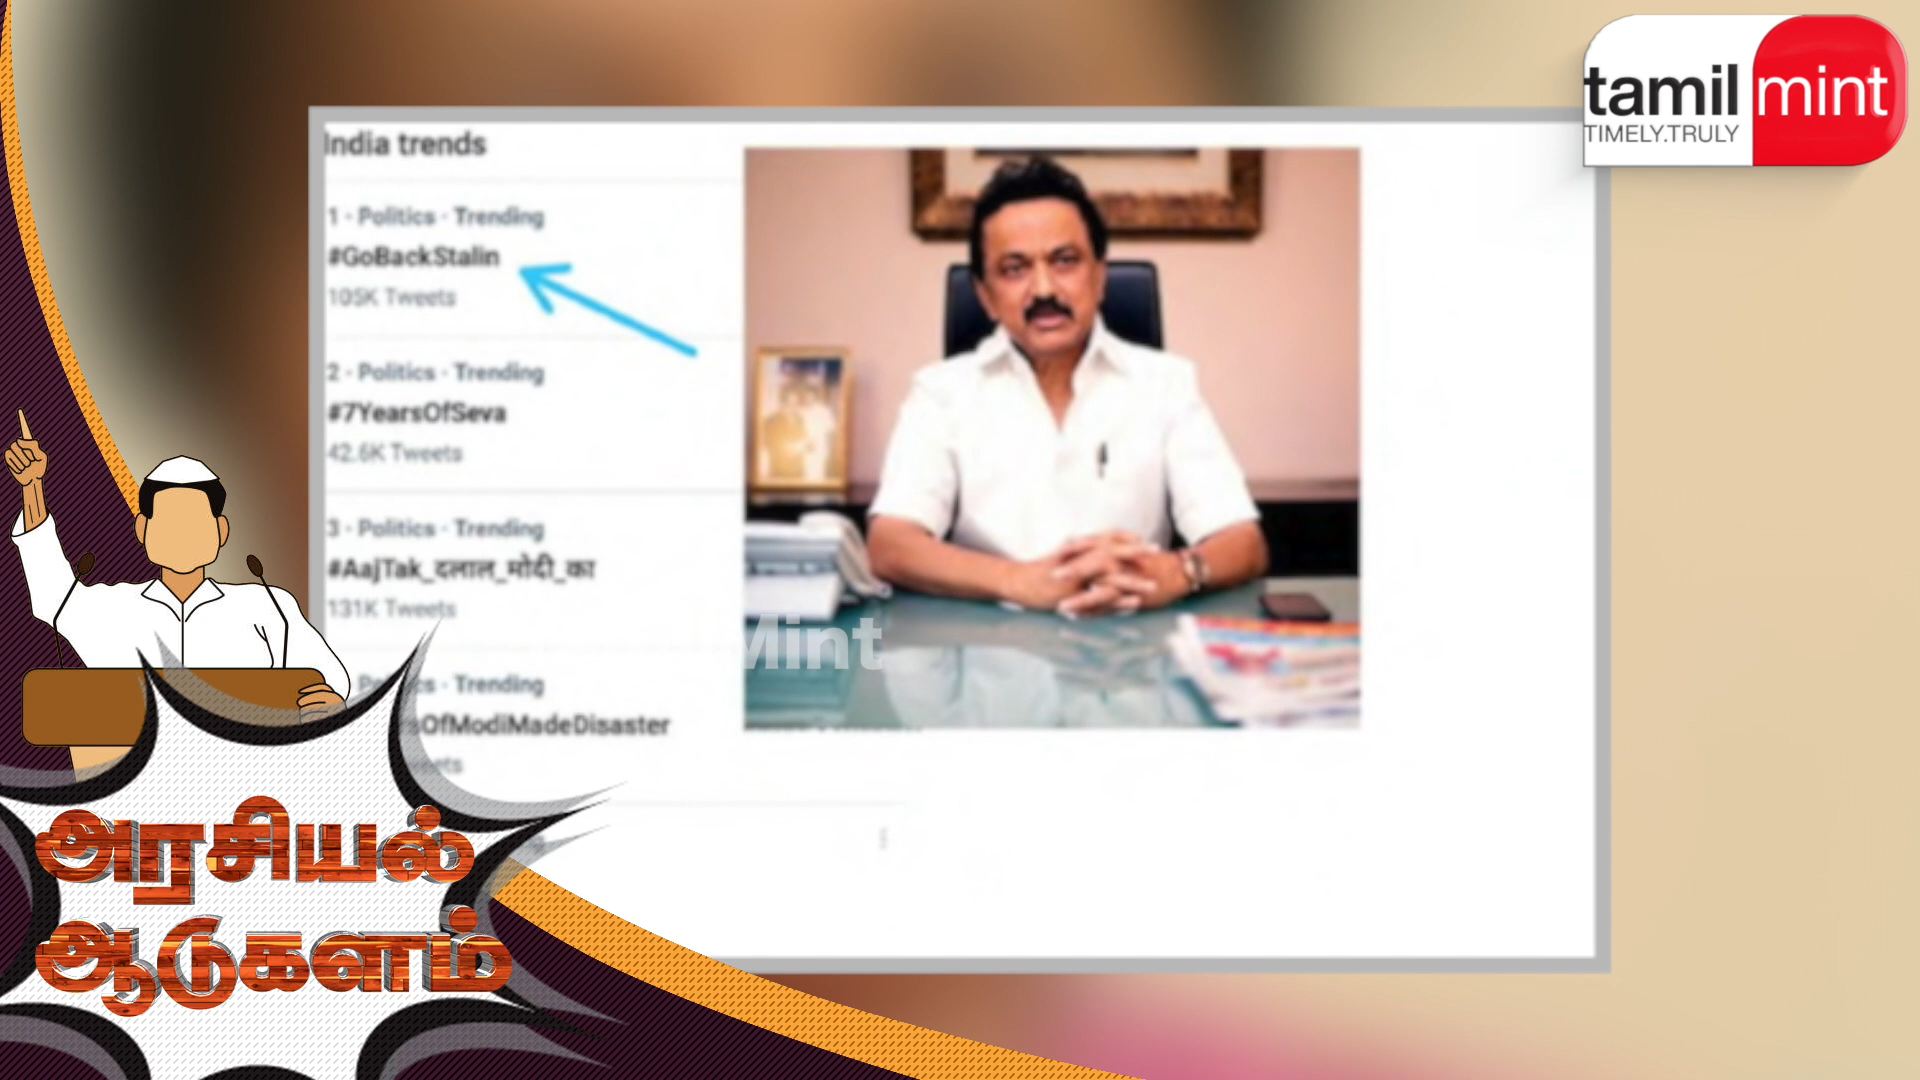 tamil mint
TIMELY.TRULY
India trends
1 · Politics · Trending
#GoBackStalin
105K Tweets
2 · Politics · Trending
#7YearsOfSeva
42.6K Tweets
3 · Politics · Trending
#AajTak_दलाल_मोदी_का
131K Tweets
Trending
sOfModiMadeDisaster
Mint
அரசியல்
ஆடுகளம்